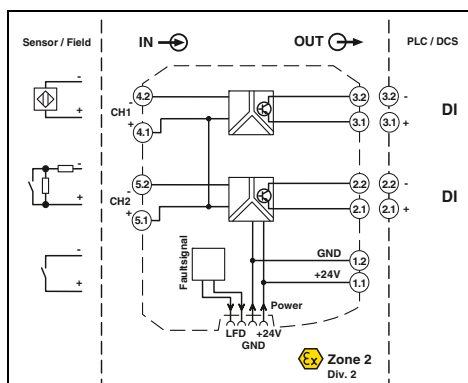 Sensor / Field
IN
OUT
PLC / DCS
-
+
-
+
-
+
4.2
-
CH1
+
4.1
5.2
-
CH2
+
5.1
3.2
3.1
2.2
2.1
3.2 -
3.1 +
DI
2.2 -
2.1 +
DI
Faultsignal
GND
1.2
+24V
1.1
Power
LFD
+24V
GND
Ex
Zone 2
Div. 2